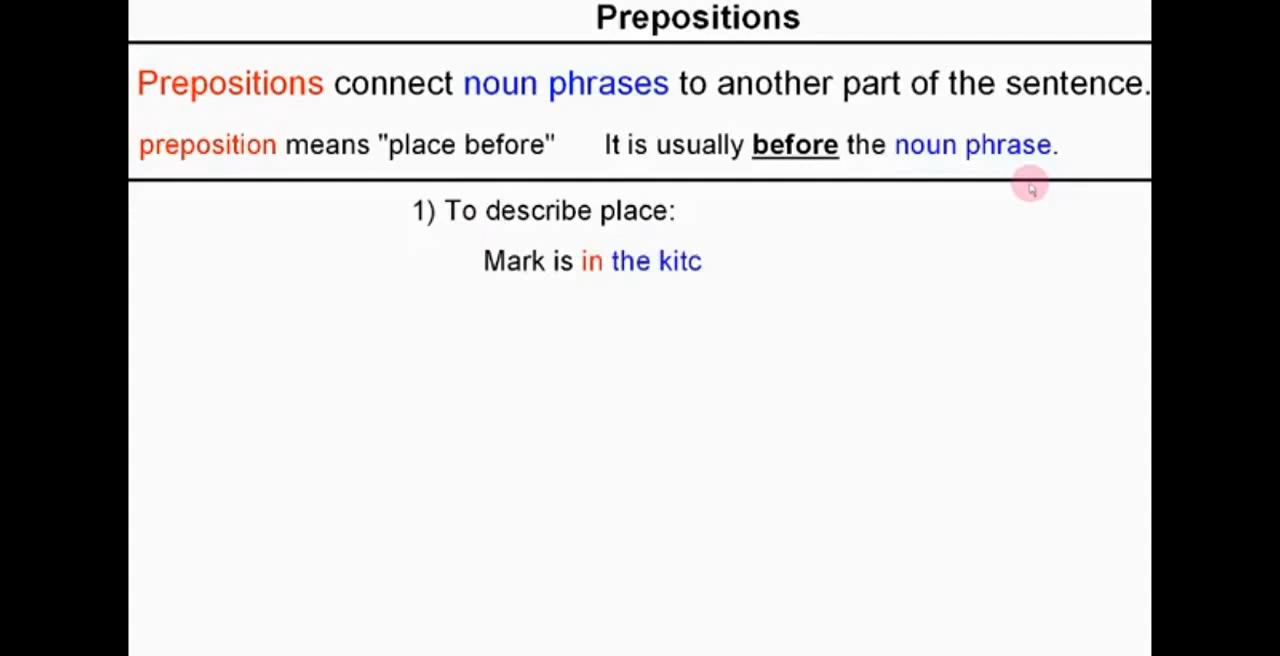 Prepositions
Prepositions connect noun phrases to another part of the sentence.
preposition means "place before" It is usually before the noun phrase.
1) To describe place:
Mark is in the kitc